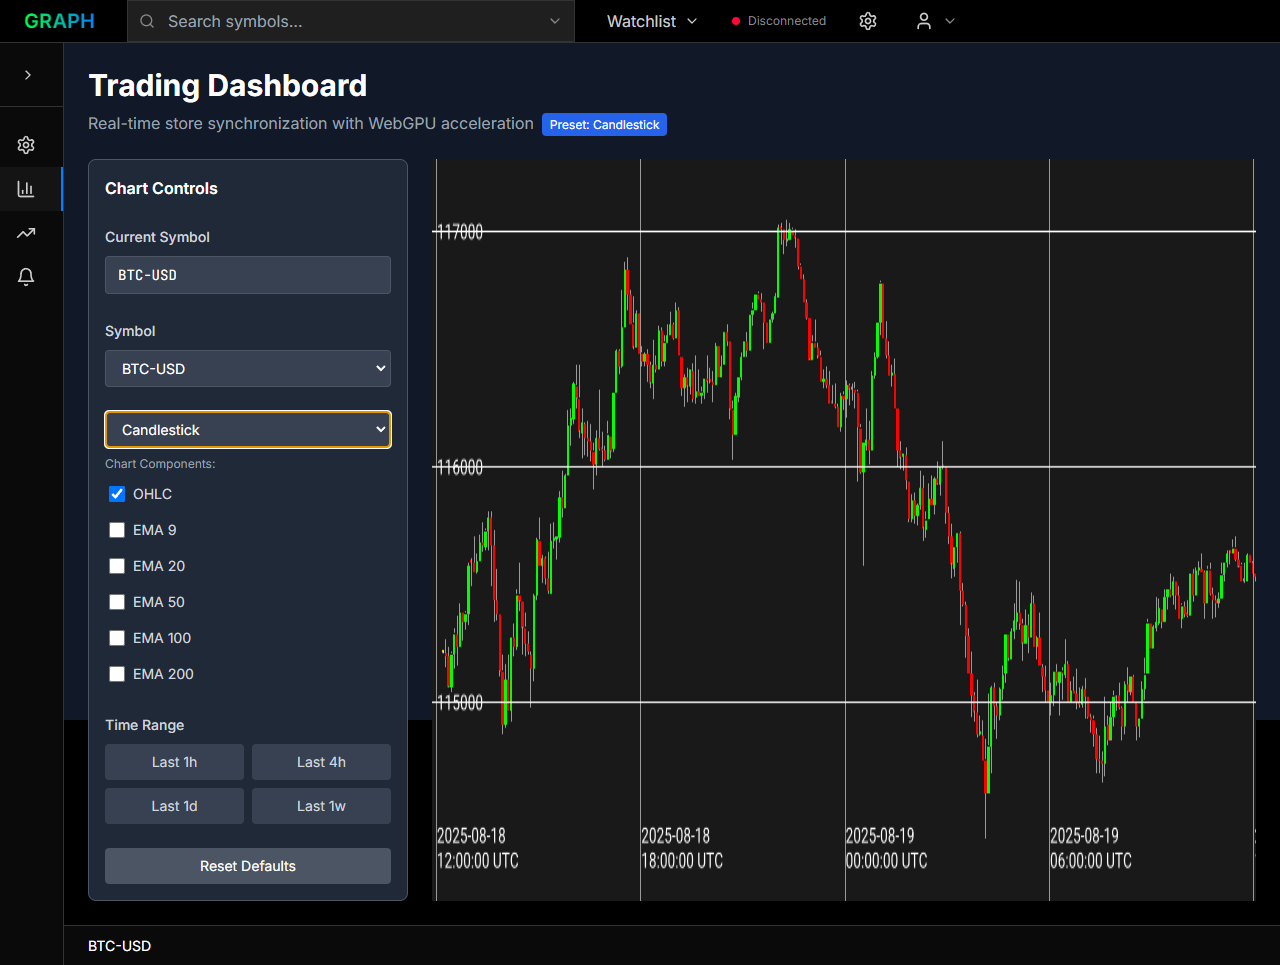 GRAPH
Search symbols...
Watchlist
Disconnected
Trading Dashboard
Real-time store synchronization with WebGPU acceleration
Preset: Candlestick
Chart Controls
Current Symbol
BTC-USD
Symbol
BTC-USD
Candlestick
Chart Components:
OHLC
EMA 9
EMA 20
EMA 50
EMA 100
EMA 200
Time Range
Last 1h
Last 4h
Last 1d
Last 1w
Reset Defaults
117000
116000
115000
2025-08-18
12:00:00 UTC
2025-08-18
18:00:00 UTC
2025-08-19
00:00:00 UTC
2025-08-19
06:00:00 UTC
BTC-USD